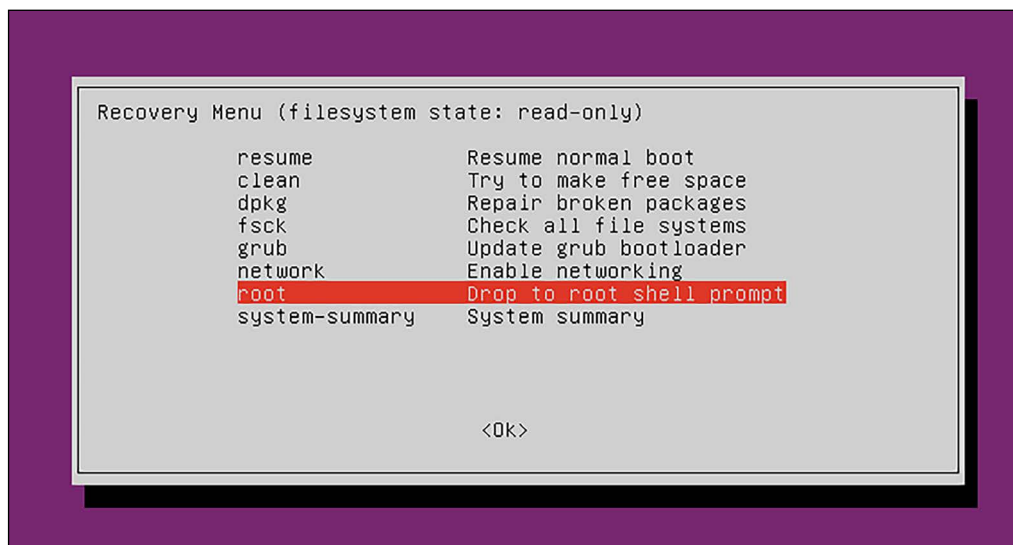 Recovery Menu (filesystem state: read-only)
resume Resume normal boot
clean Try to make free space
dpkg Repair broken packages
fsck Check all file systems
grub Update grub bootloader
network Enable networking
root Drop to root shell prompt
system-summary System summary
<Ok>